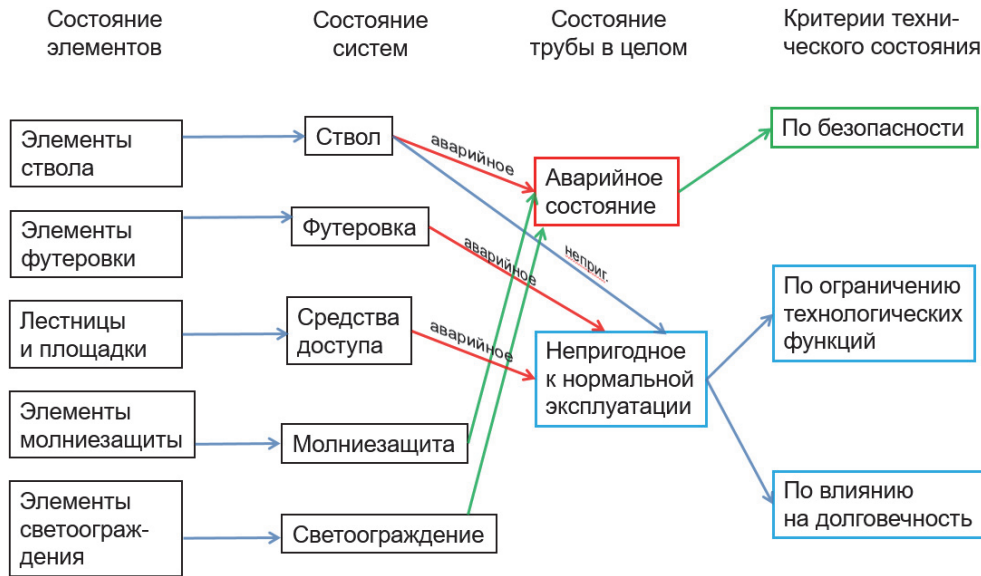 Состояние
элементов
Состояние
систем
Состояние
трубы в целом
Критерии техни-
ческого состояния
Элементы
ствола
Элементы
футеровки
Лестницы
и площадки
Элементы
молниезащиты
Элементы
светоограж-
дения
Ствол
Футеровка
Средства
доступа
Молниезащита
Светоограждение
аварийное
аварийное
неприг.
аварийное
Аварийное
состояние
Непригодное
к нормальной
эксплуатации
По безопасности
По ограничению
технологических
функций
По влиянию
на долговечность